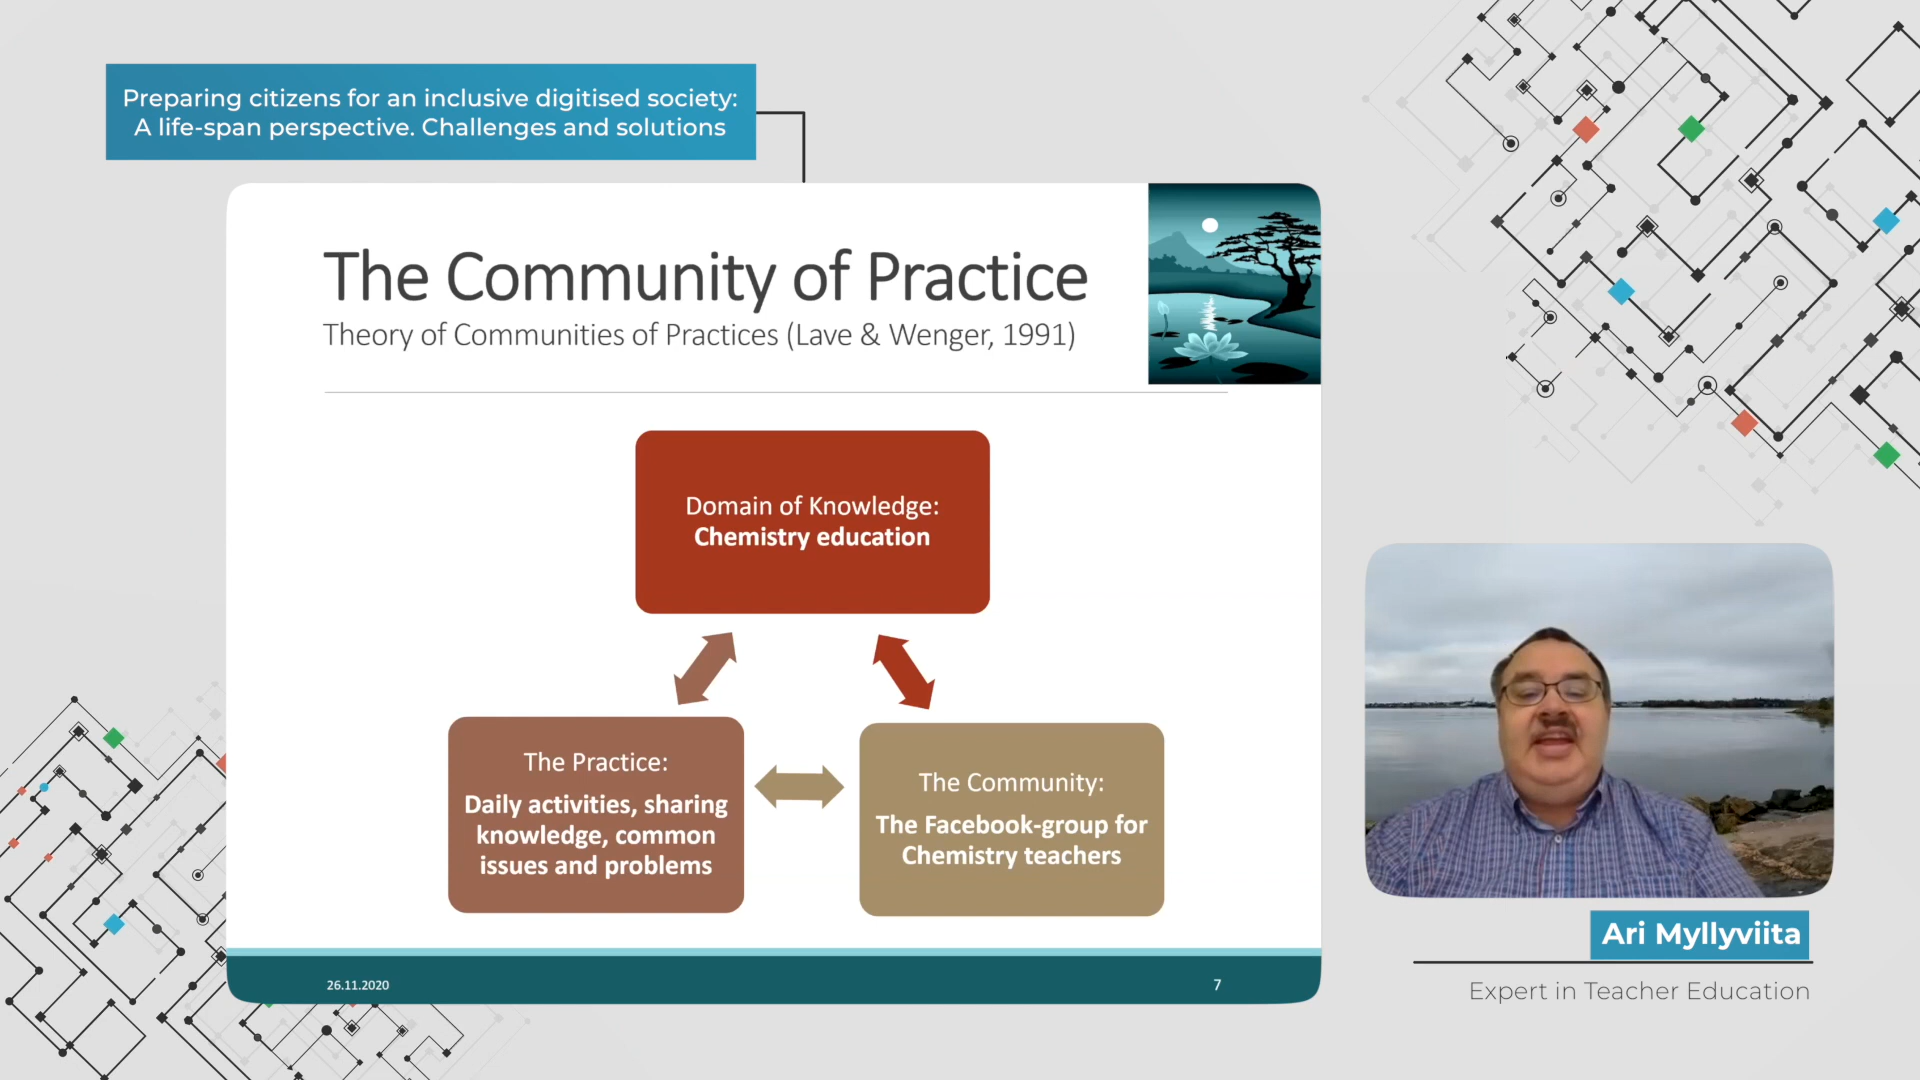 Preparing citizens for an inclusive digitised society:
A life-span perspective. Challenges and solutions
The Community of Practice
Theory of Communities of Practices (Lave & Wenger, 1991)
Domain of Knowledge:
Chemistry education
The Practice:
Daily activities, sharing
knowledge, common
issues and problems
The Community:
The Facebook-group for
Chemistry teachers
26.11.2020
7
Ari Myllyviita
Expert in Teacher Education